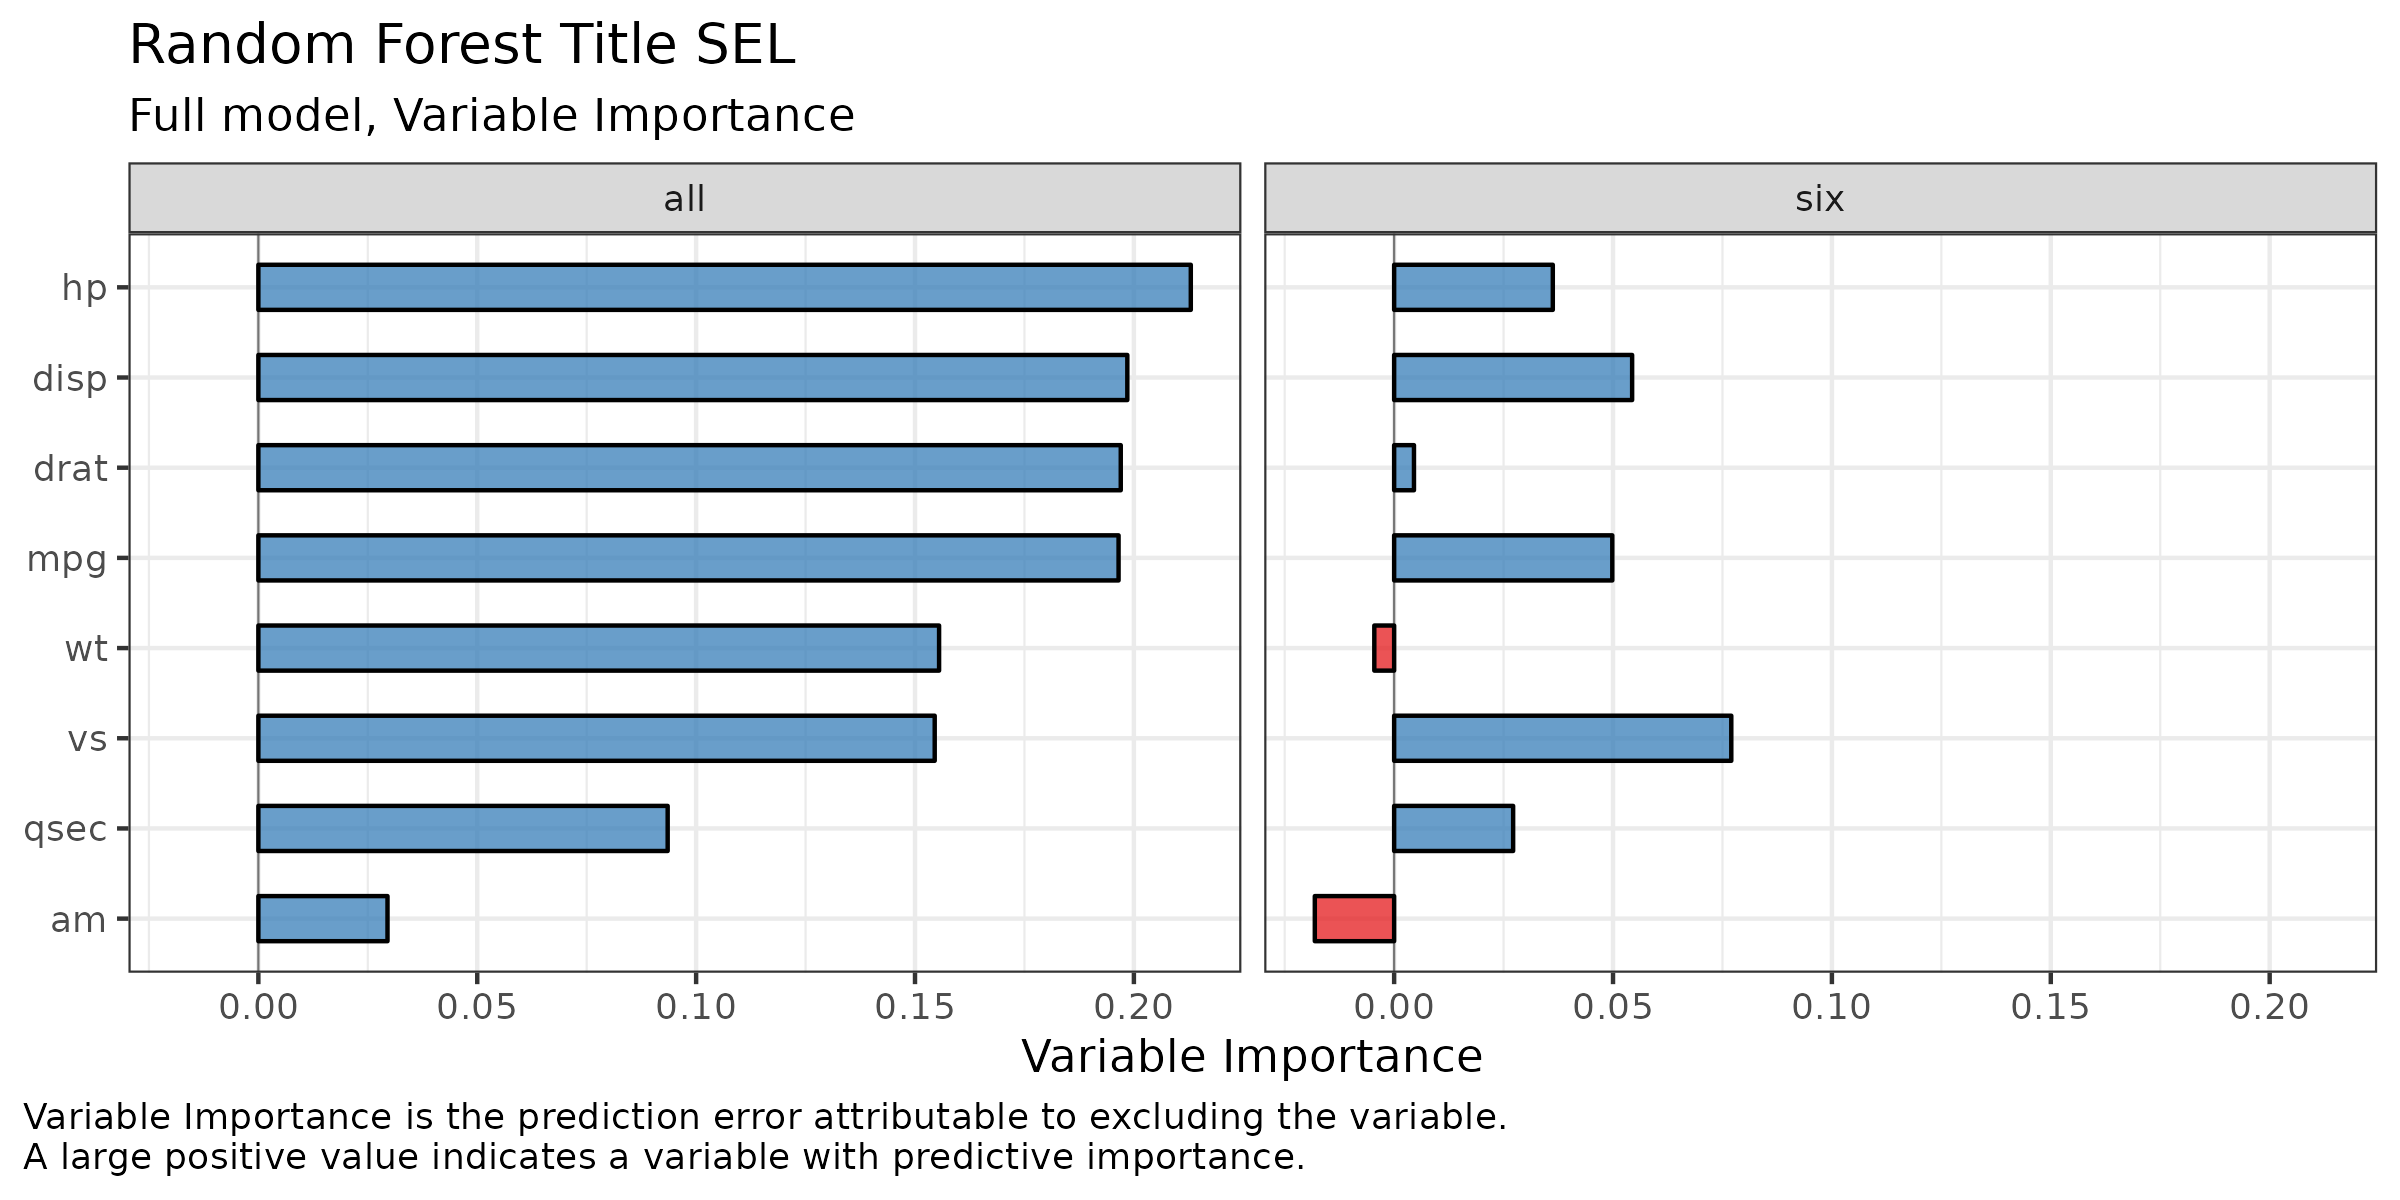 Random Forest Title SEL
Full model, Variable Importance
all
six
hp
disp
drat
mpg
wt
vs
qsec
am
0.00 0.05 0.10 0.15 0.20
0.00 0.05 0.10 0.15 0.20
Variable Importance
Variable Importance is the prediction error attributable to excluding the variable.
A large positive value indicates a variable with predictive importance.